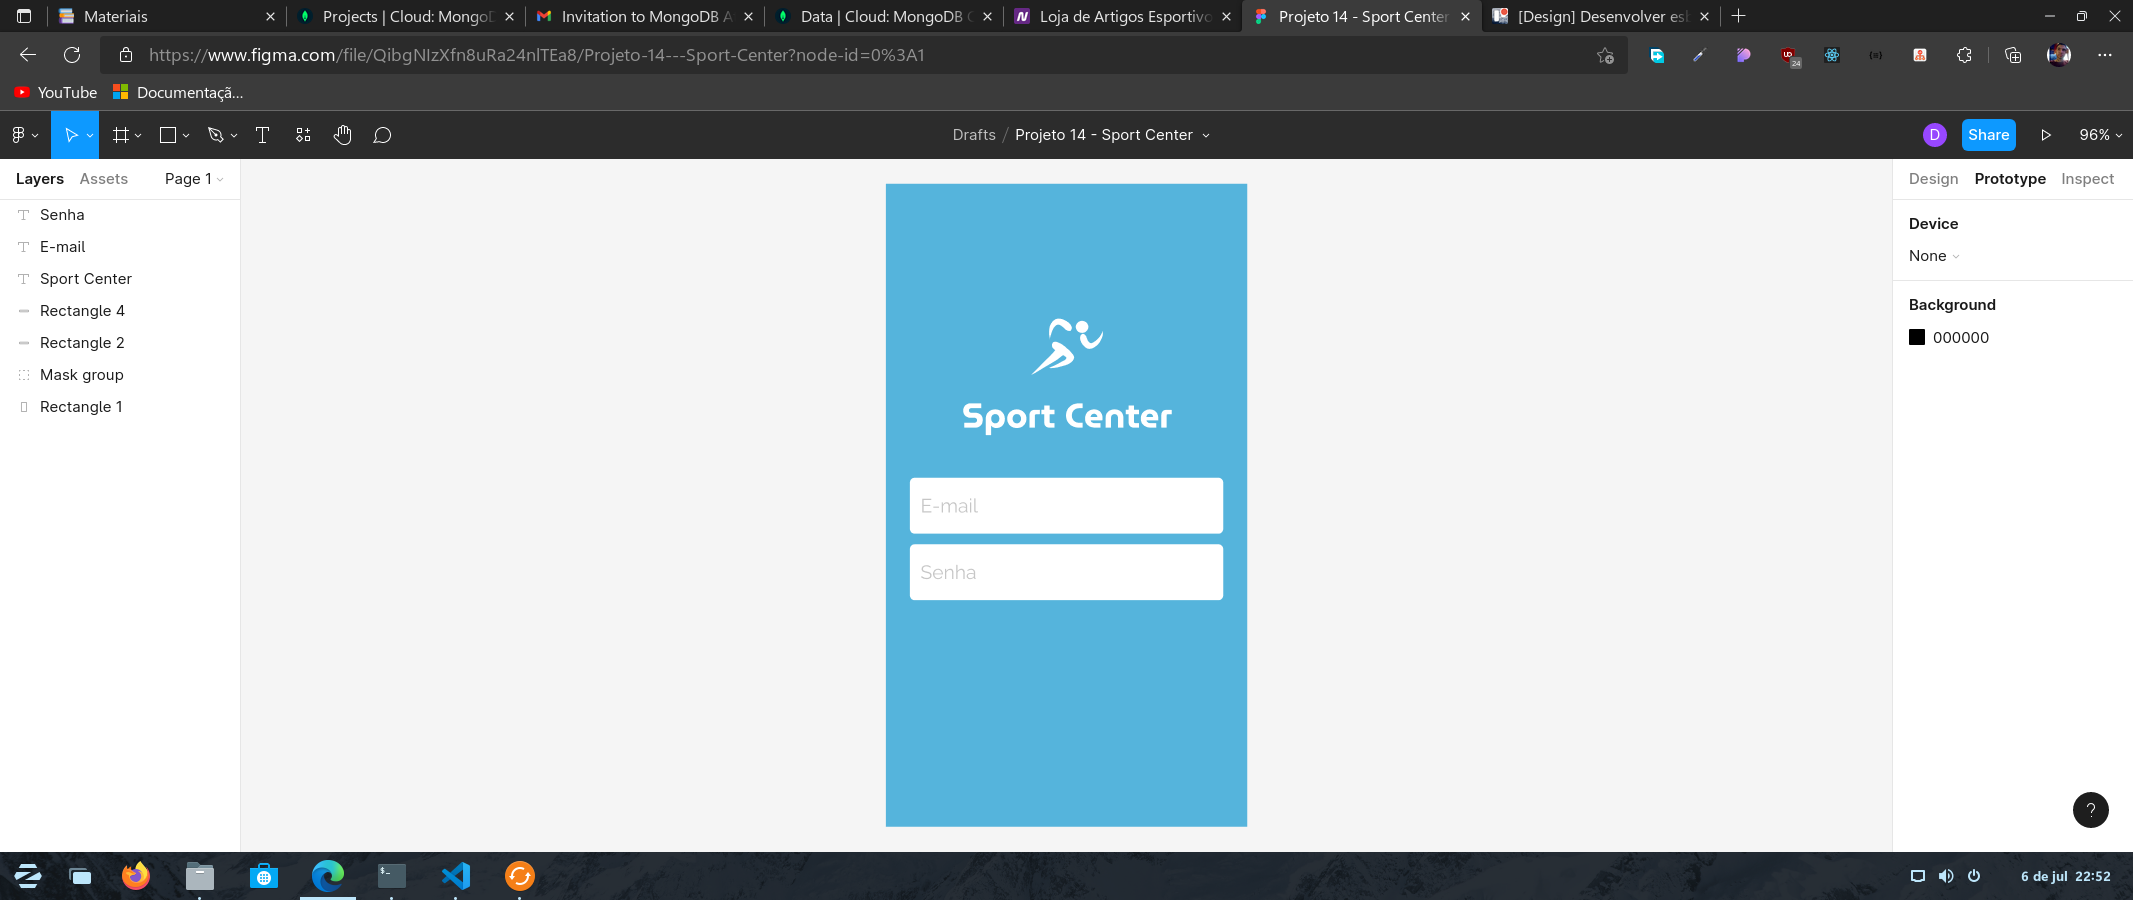 Materiais
Projects | Cloud: MongoD
Invitation to MongoDB A
Data | Cloud: MongoDB C
Loja de Artigos Esportivo
Projeto 14 - Sport Center
[Design] Desenvolver esb
https://www.figma.com/file/QibgNIzXfn8uRa24nlTEa8/Projeto-14---Sport-Center?node-id=0%3A1
24
YouTube
Documentaçã...
Drafts / Projeto 14 - Sport Center
D
Share
96%
Layers
Assets
Page 1
Senha
E-mail
Sport Center
Rectangle 4
Rectangle 2
Mask group
Rectangle 1
Sport Center
E-mail
Senha
Design
Prototype
Inspect
Device
None
Background
000000
?
6 de jul 22:52